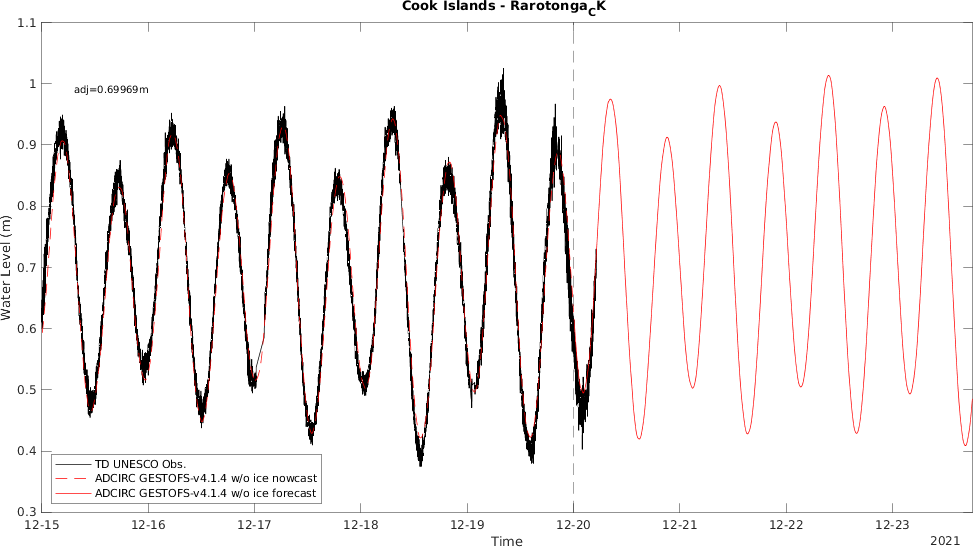 Cook Islands - Rarotonga_CK
1.1
1
0.9
0.8
0.7
0.6
0.5
0.4
0.3
Water Level (m)
adj=0.69969m
TD UNESCO Obs.
ADCIRC GESTOFS-v4.1.4 w/o ice nowcast
ADCIRC GESTOFS-v4.1.4 w/o ice forecast
12-15 12-16 12-17 12-18 12-19 12-20 12-21 12-22 12-23
Time
2021